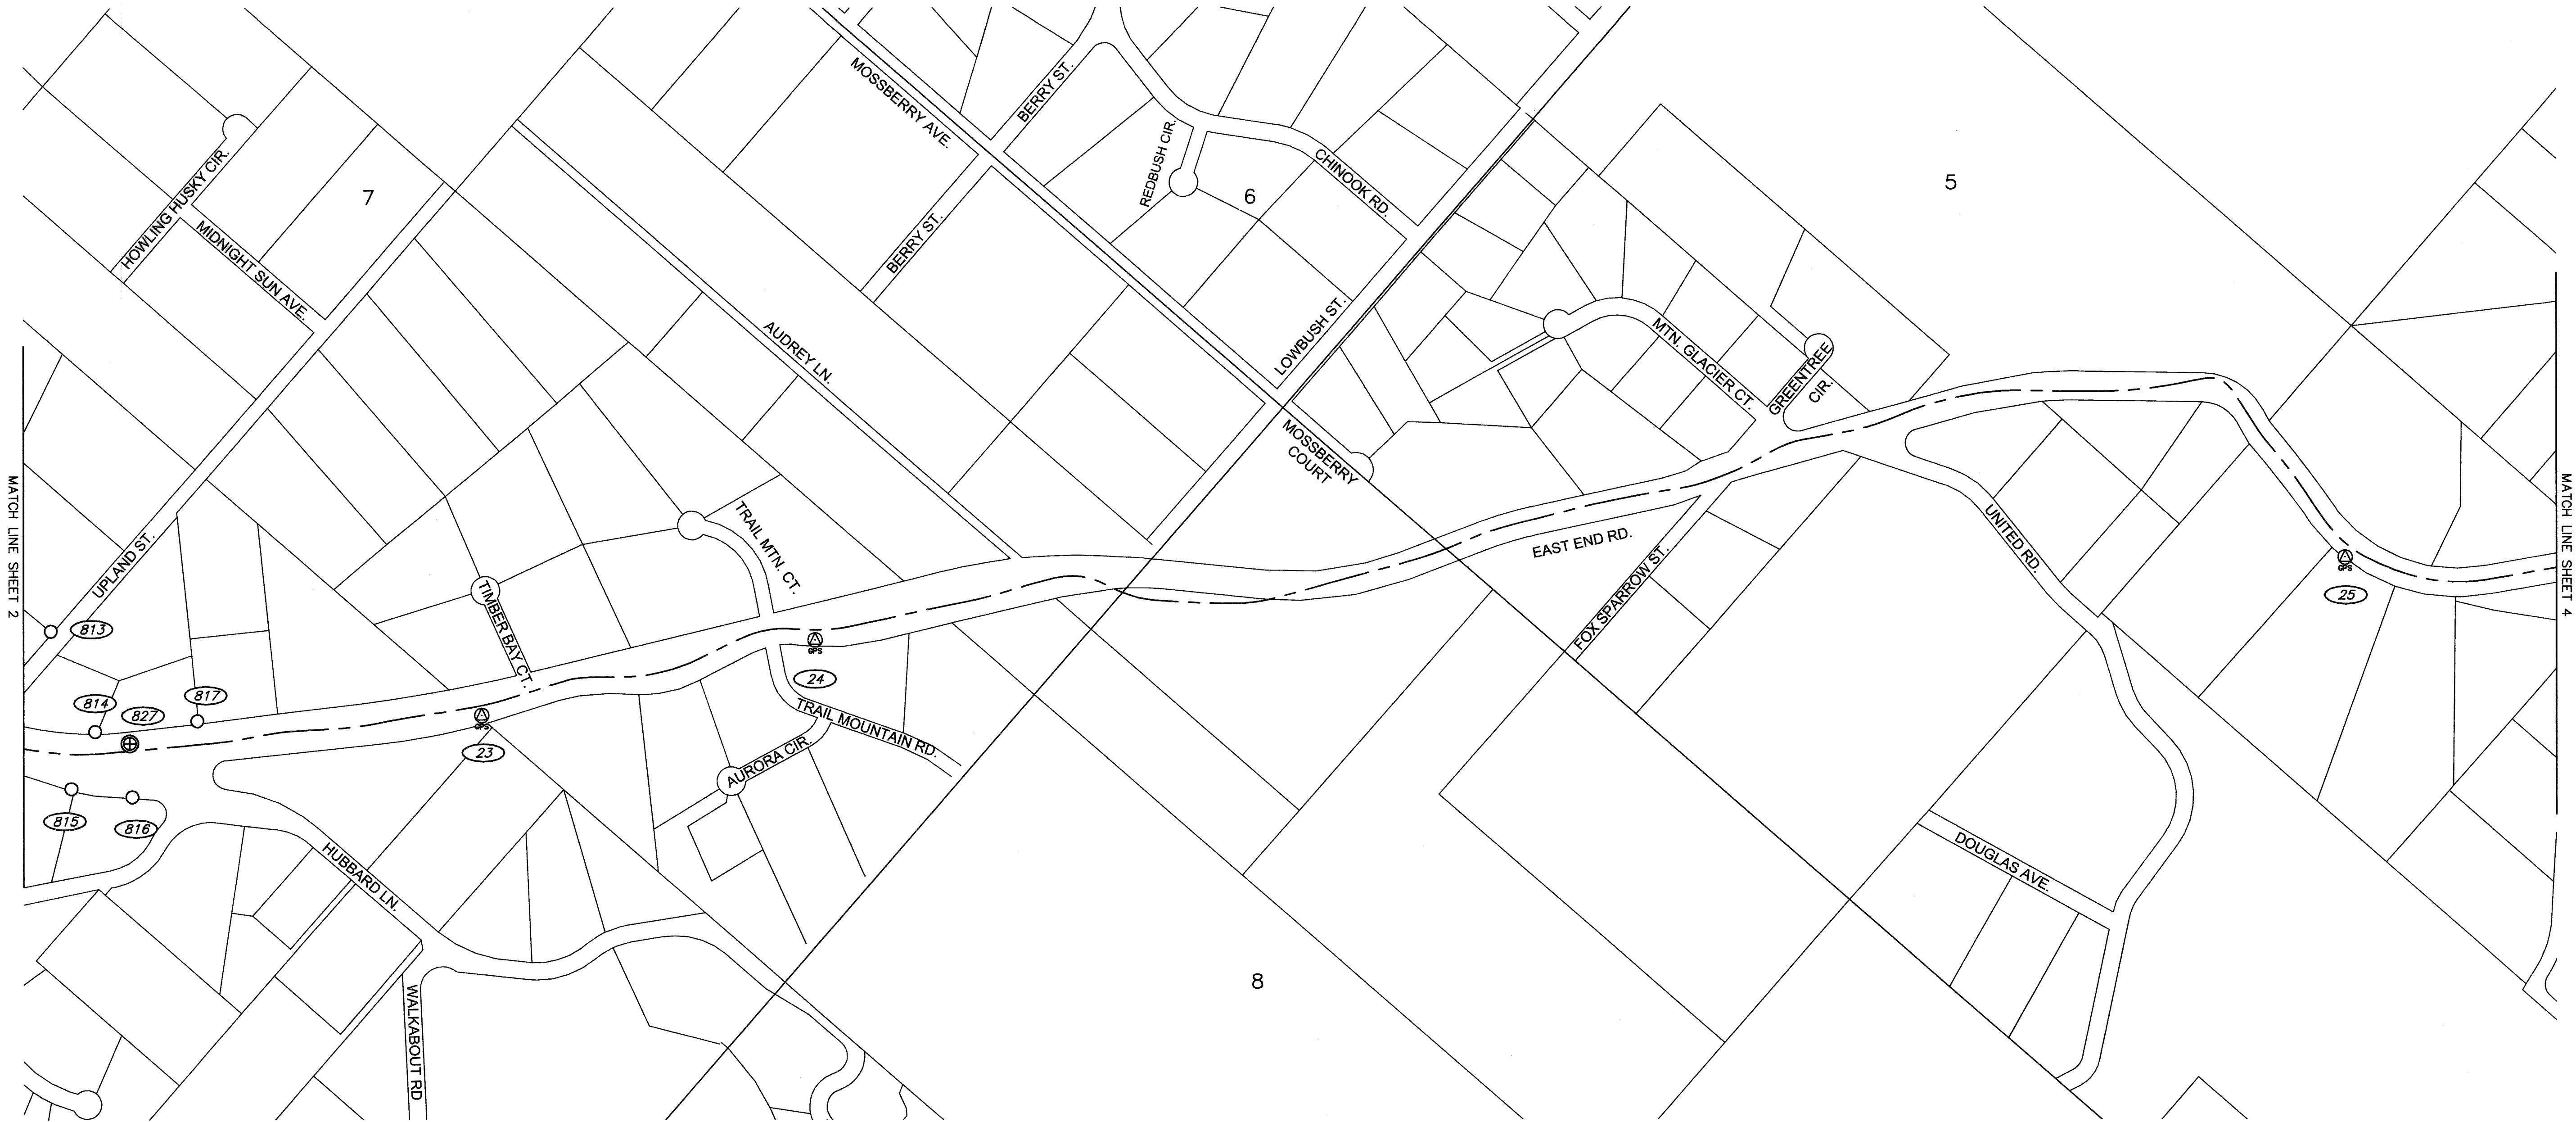 MOSSBERRY AVE.
BERRY ST.
REDBUSH CIR.
CHINOOK RD.
HOWLING HUSKY CIR.
7
6
5
MIDNIGHT SUN AVE.
BERRY ST.
AUDREY LN.
LOWBUSH ST.
MTN. GLACIER CT.
GREENTREE
CIR.
MOSSBERRY
COURT
MATCH LINE SHEET 2
MATCH LINE SHEET 4
UPLAND ST.
TRAIL MTN. CT.
EAST END RD.
FOX SPARROW ST.
UNITED RD.
GPS
25
813
TIMBER BAY CT.
GPS
24
814
827
817
GPS
23
TRAIL MOUNTAIN RD.
AURORA CIR.
815
816
HUBBARD LN.
DOUGLAS AVE.
8
WALKABOUT RD